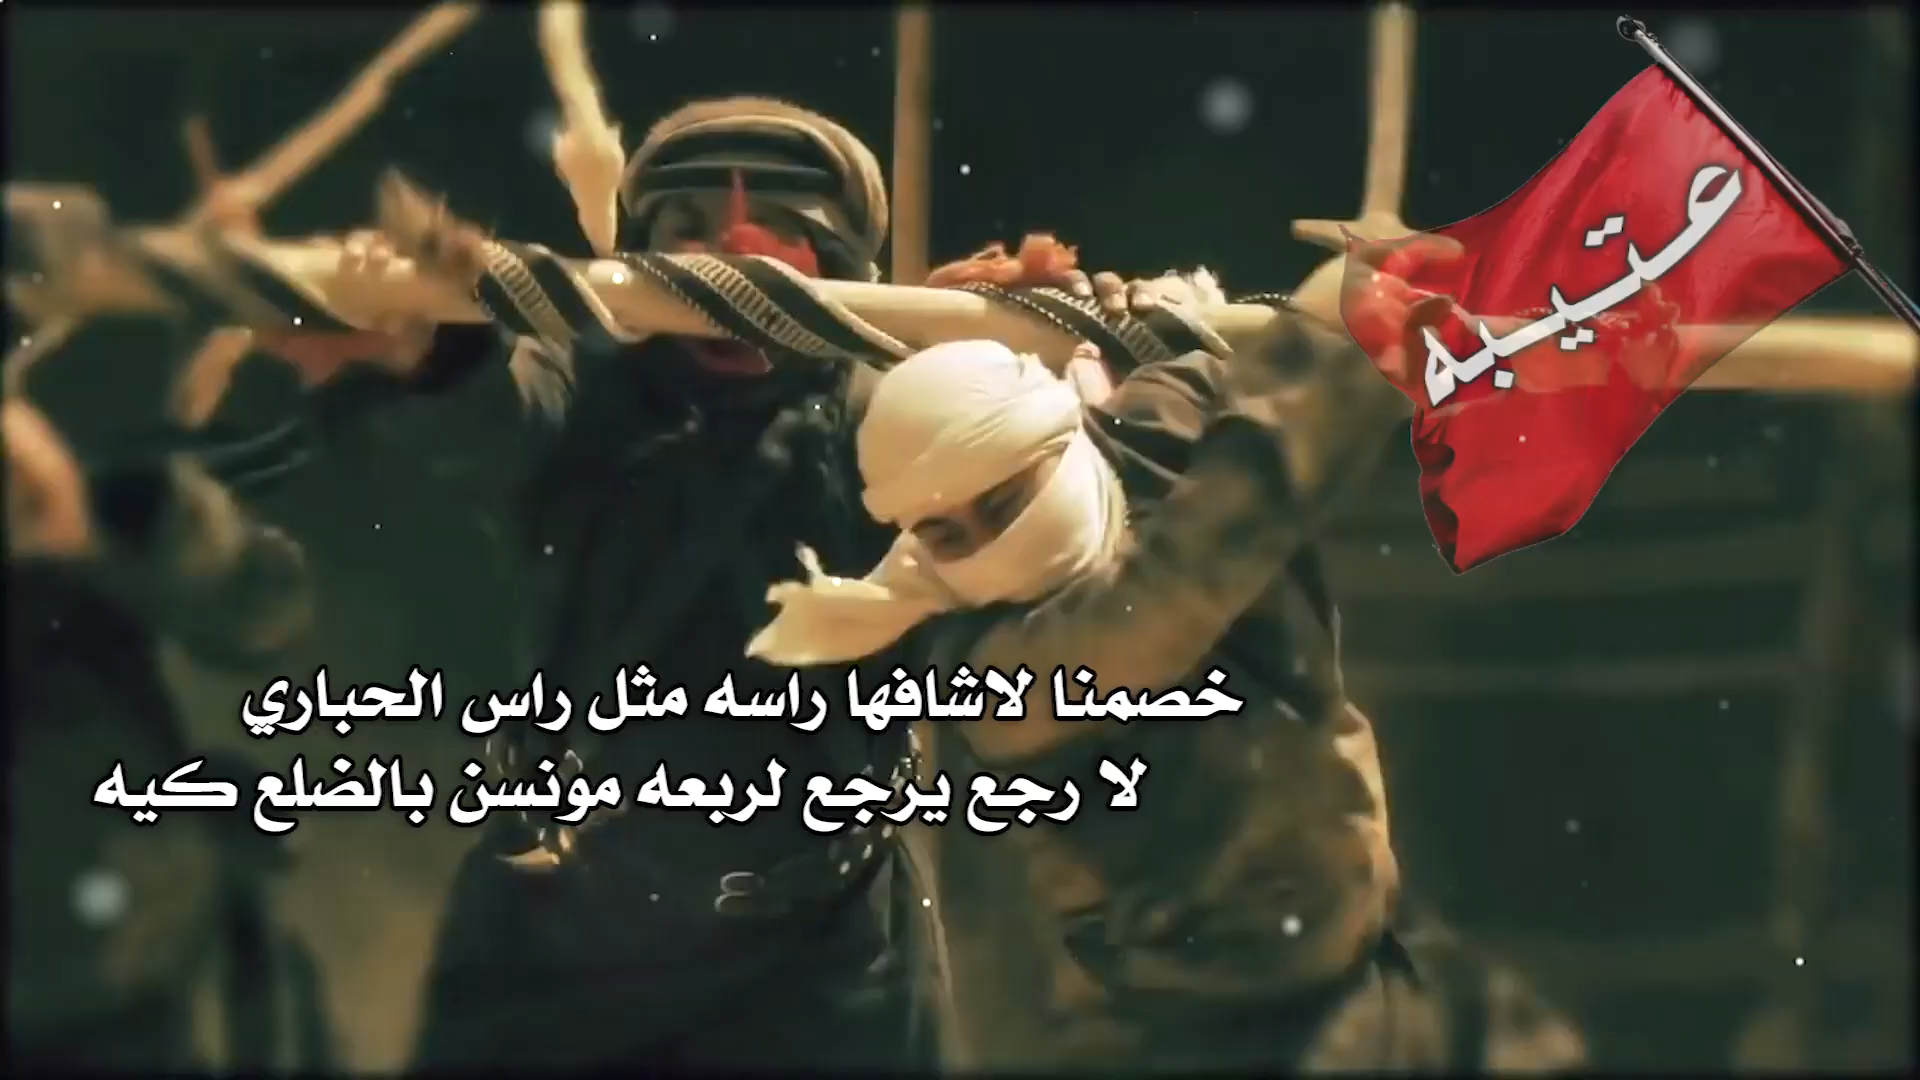 عتيبه
خصمنا لاشافها راسه مثل راس الحباري
لا رجع يرجع لربعه مونسن بالضلع كيه